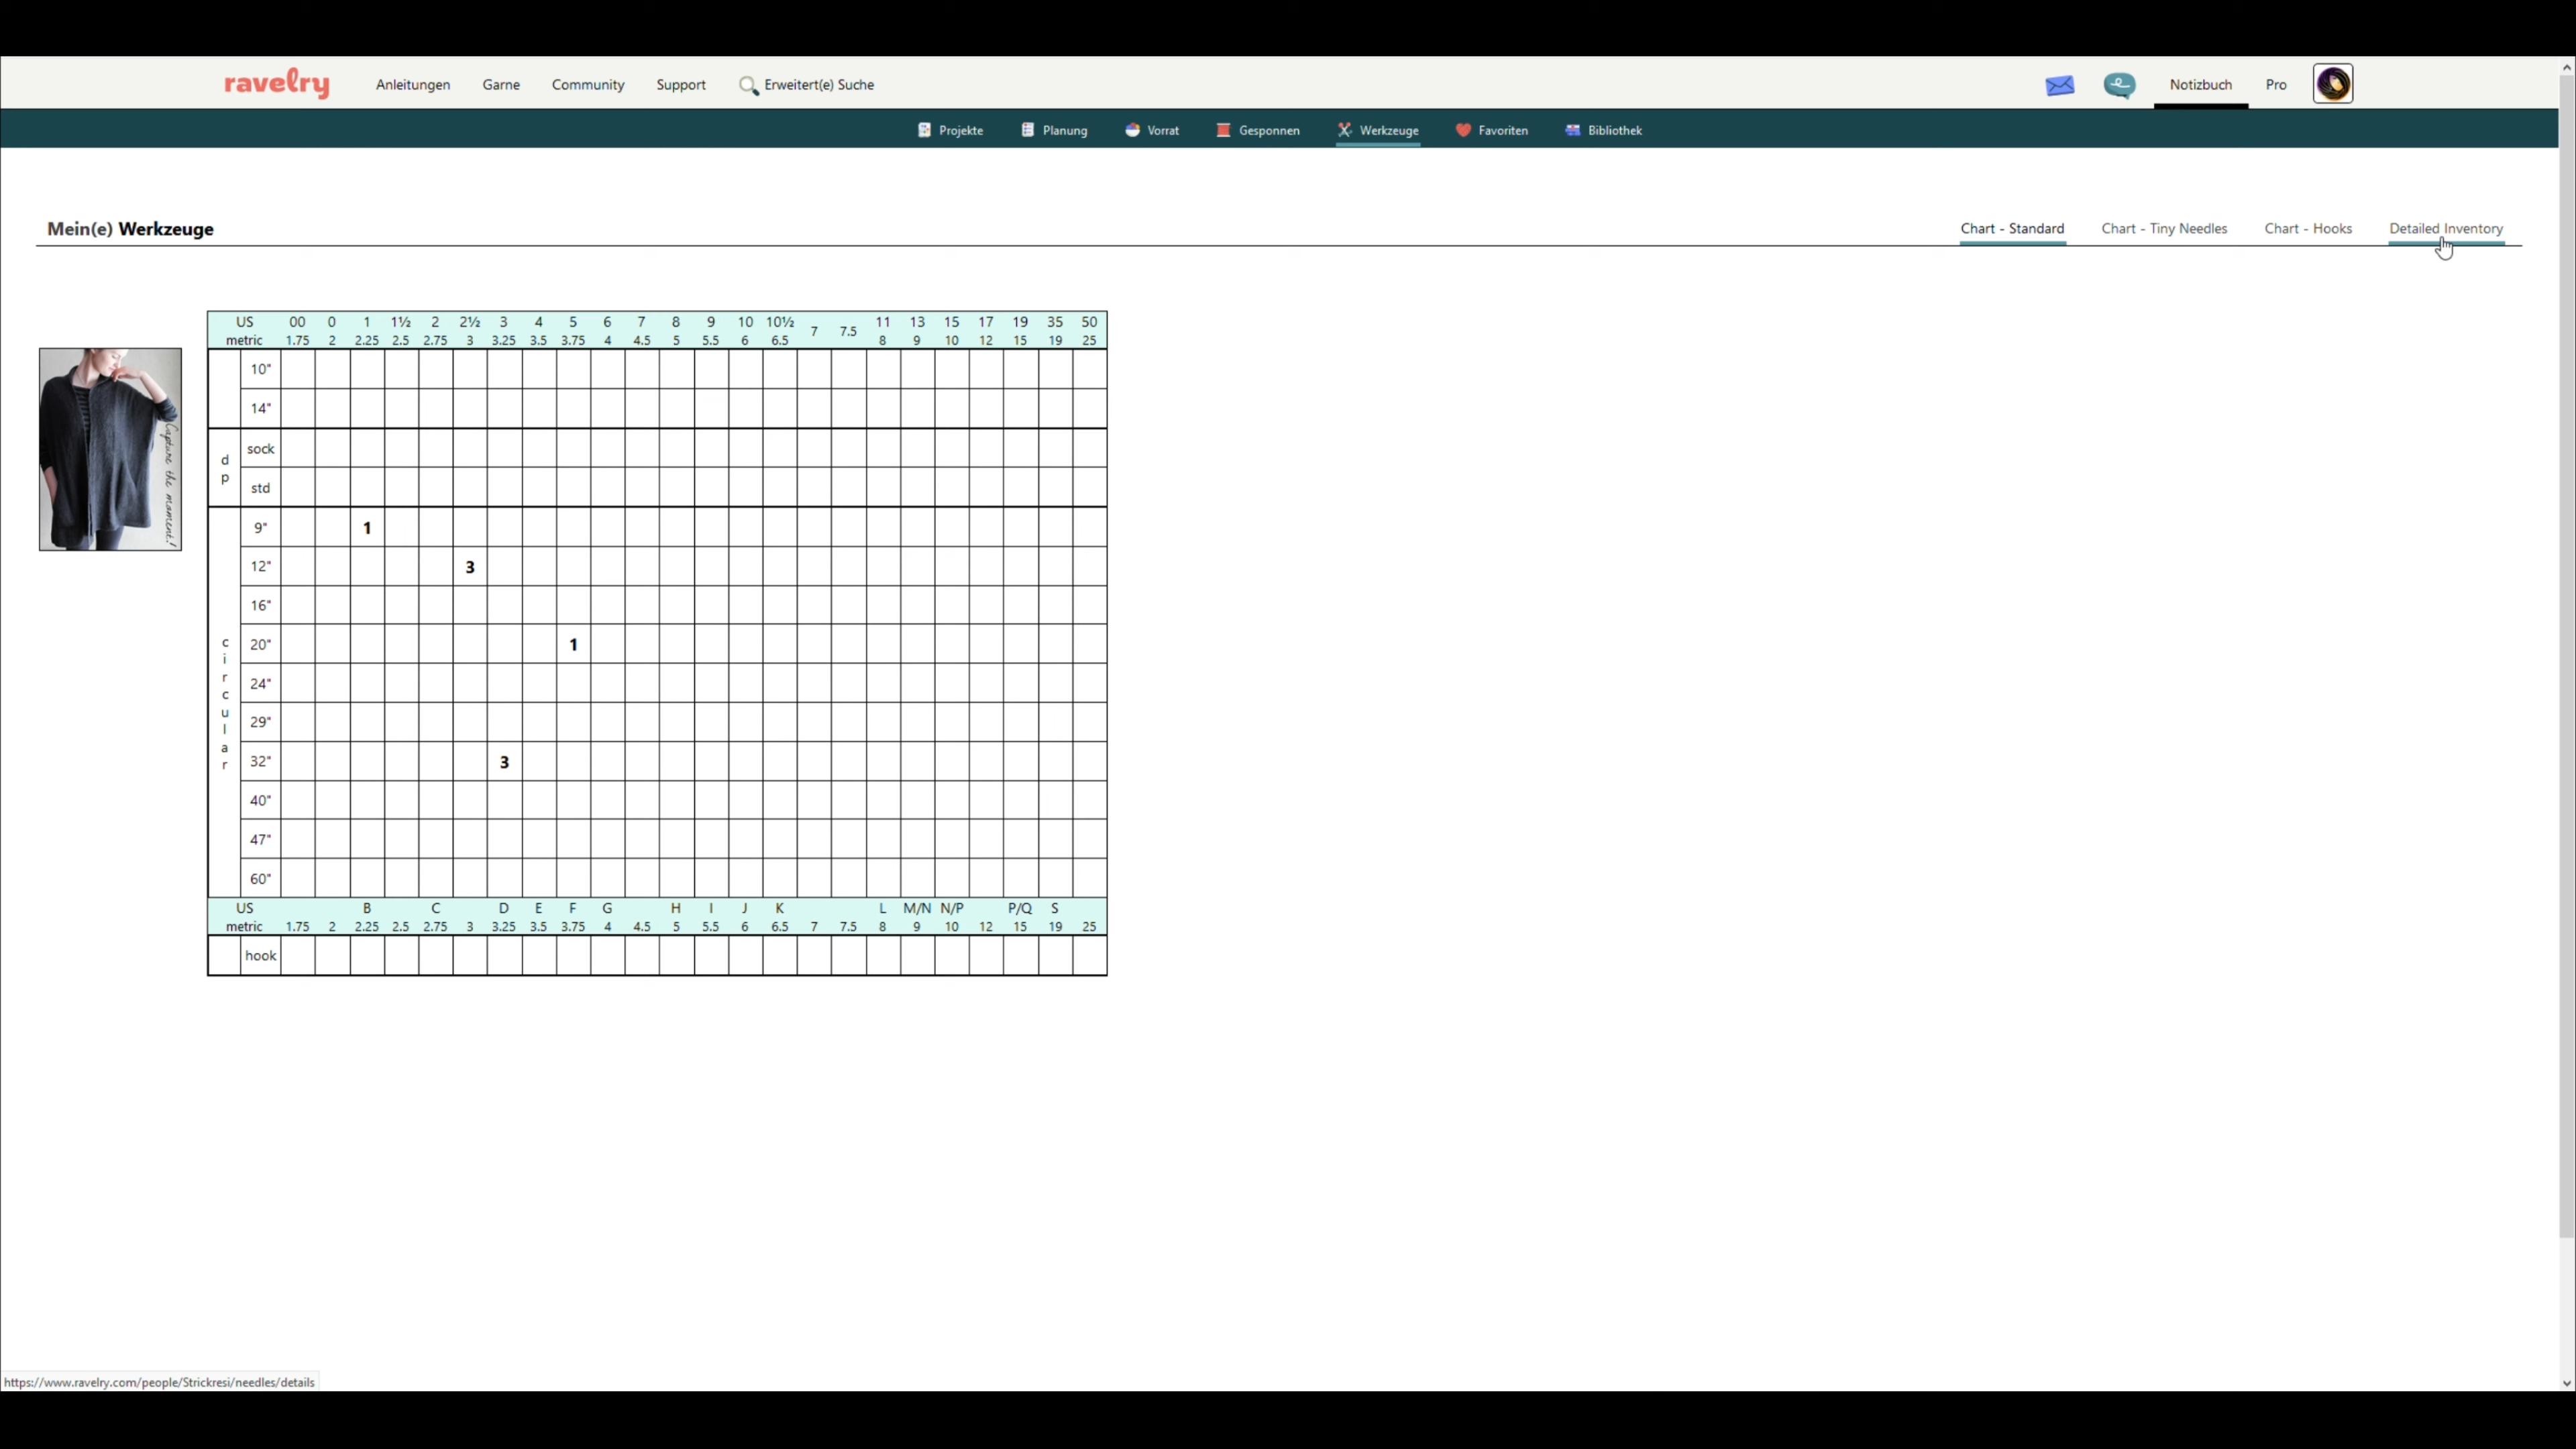 ravelry Anleitungen Garne Community Support Erweitert(e) Suche Notizbuch Pro
Projekte Planung Vorrat Gesponnen Werkzeuge Favoriten Bibliothek
Mein(e) Werkzeuge Chart - Standard Chart - Tiny Needles Chart - Hooks Detailed Inventory
US 00 0 1 1½ 2 2½ 3 4 5 6 7 8 9 10 10½ 7 7.5 11 13 15 17 19 35 50
metric 1.75 2 2.25 2.5 2.75 3 3.25 3.5 3.75 4 4.5 5 5.5 6 6.5 8 9 10 12 15 19 25
10"
14"
dp
sock
std
circular
9" 1
12" 3
16"
20" 1
24"
29"
32" 3
40"
47"
60"
US B C D E F G H I J K L M/N N/P P/Q S
metric 1.75 2 2.25 2.5 2.75 3 3.25 3.5 3.75 4 4.5 5 5.5 6 6.5 7 7.5 8 9 10 12 15 19 25
hook
Capture the moment!
https://www.ravelry.com/people/Strickresi/needles/details